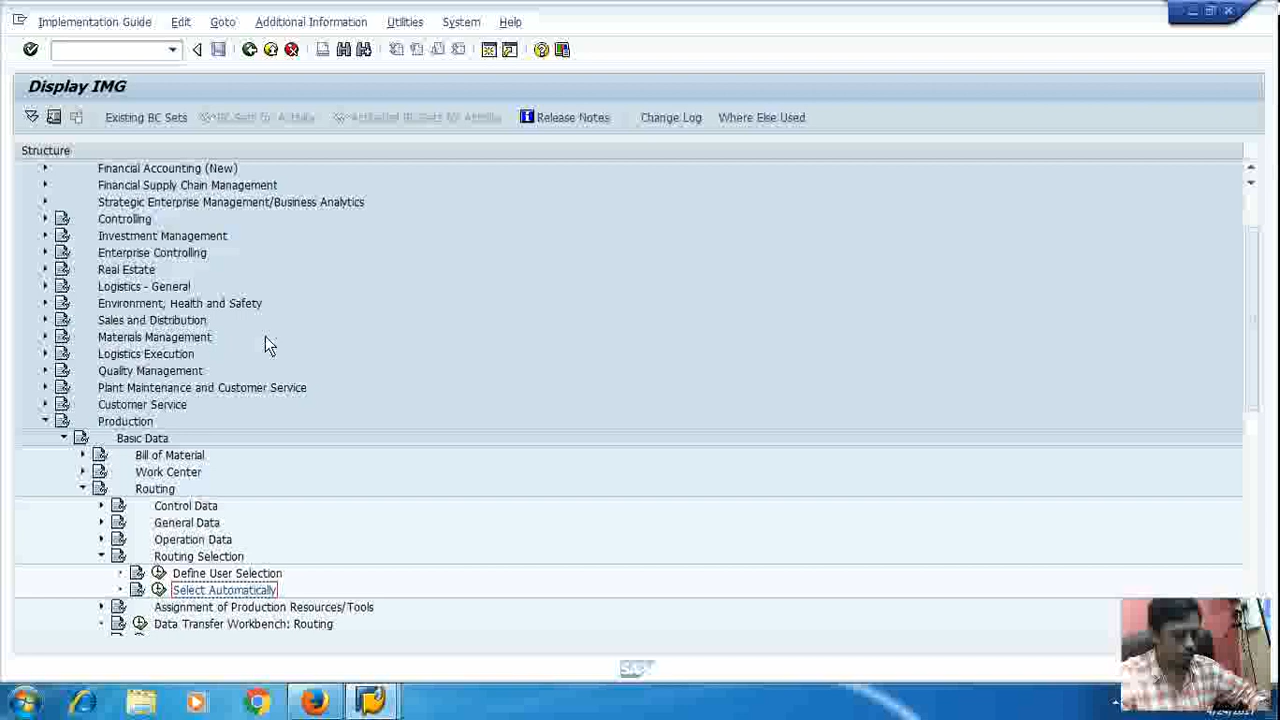 Implementation Guide Edit Goto Additional Information Utilities System Help
Display IMG
Existing BC Sets Release Notes Change Log Where Else Used
Structure
Financial Accounting (New)
Financial Supply Chain Management
Strategic Enterprise Management/Business Analytics
Controlling
Investment Management
Enterprise Controlling
Real Estate
Logistics - General
Environment, Health and Safety
Sales and Distribution
Materials Management
Logistics Execution
Quality Management
Plant Maintenance and Customer Service
Customer Service
Production
Basic Data
Bill of Material
Work Center
Routing
Control Data
General Data
Operation Data
Routing Selection
Define User Selection
Select Automatically
Assignment of Production Resources/Tools
Data Transfer Workbench: Routing
SAP